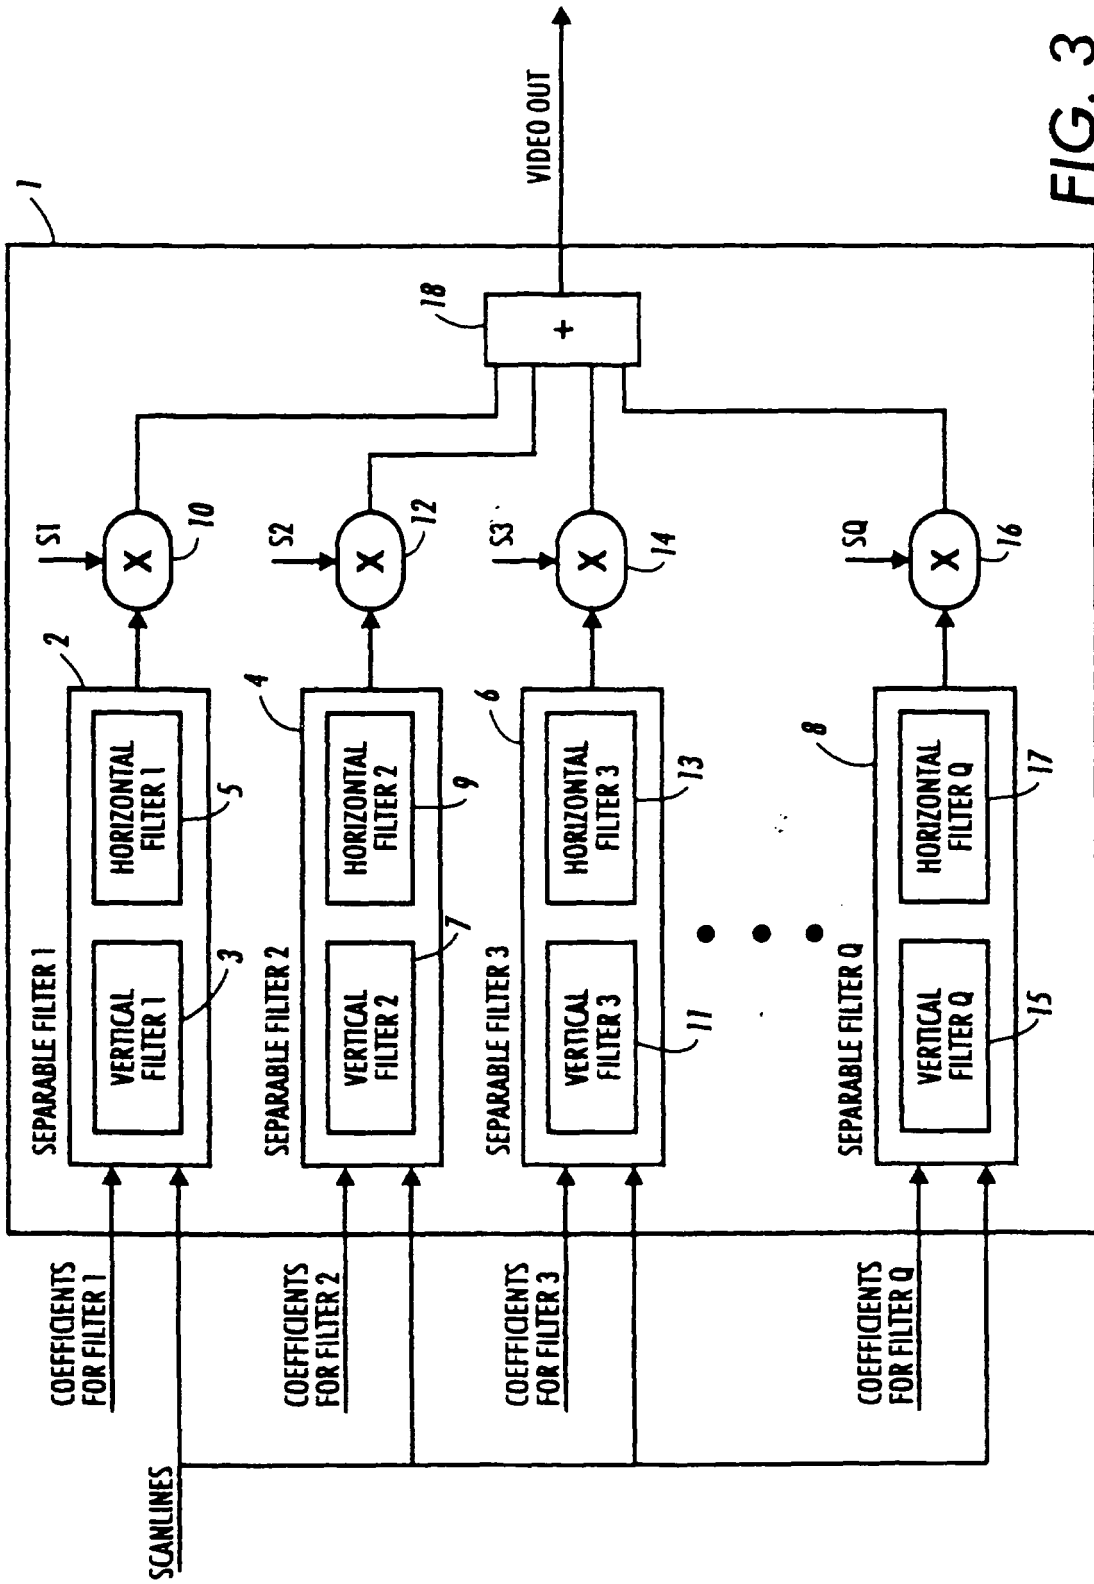 1
SEPARABLE FILTER 1
2
COEFFICIENTS
FOR FILTER 1
SCANLINES
VERTICAL
FILTER 1
3
HORIZONTAL
FILTER 1
5
S1
X
10
SEPARABLE FILTER 2
4
COEFFICIENTS
FOR FILTER 2
VERTICAL
FILTER 2
7
HORIZONTAL
FILTER 2
9
S2
X
12
18
+
VIDEO OUT
SEPARABLE FILTER 3
6
COEFFICIENTS
FOR FILTER 3
VERTICAL
FILTER 3
11
HORIZONTAL
FILTER 3
13
S3
X
14
SEPARABLE FILTER Q
8
COEFFICIENTS
FOR FILTER Q
VERTICAL
FILTER Q
15
HORIZONTAL
FILTER Q
17
SQ
X
16
FIG. 3